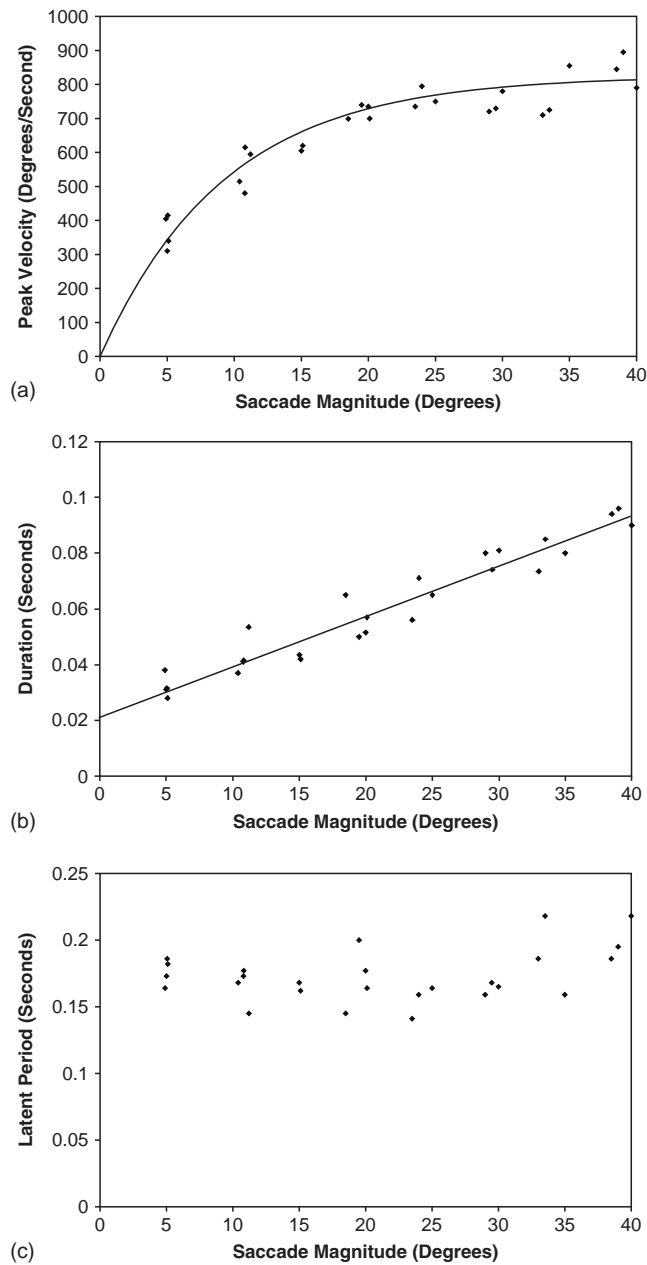 1000
900
800
700
600
500
400
300
200
100
0
Peak Velocity (Degrees/Second)
0 5 10 15 20 25 30 35 40
(a)
Saccade Magnitude (Degrees)
0.12
0.1
0.08
0.06
0.04
0.02
0
Duration (Seconds)
0 5 10 15 20 25 30 35 40
(b)
Saccade Magnitude (Degrees)
0.25
0.2
0.15
0.1
0.05
0
Latent Period (Seconds)
0 5 10 15 20 25 30 35 40
(c)
Saccade Magnitude (Degrees)